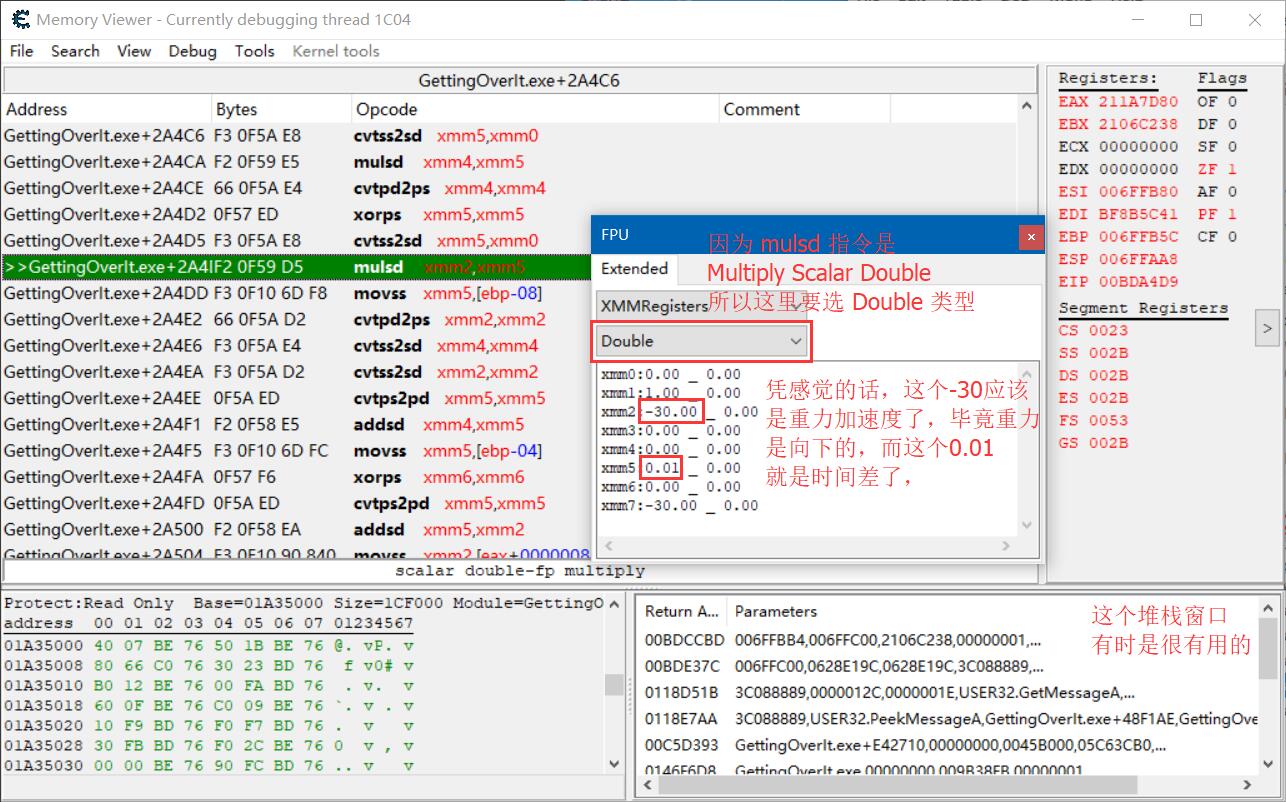 Memory Viewer - Currently debugging thread 1C04
File Search View Debug Tools Kernel tools
GettingOverIt.exe+2A4C6
Address Bytes Opcode Comment
GettingOverIt.exe+2A4C6 F3 0F5A E8 cvtss2sd xmm5,xmm0
GettingOverIt.exe+2A4CA F2 0F59 E5 mulsd xmm4,xmm5
GettingOverIt.exe+2A4CE 66 0F5A E4 cvtpd2ps xmm4,xmm4
GettingOverIt.exe+2A4D2 0F57 ED xorps xmm5,xmm5
GettingOverIt.exe+2A4D5 F3 0F5A E8 cvtss2sd xmm5,xmm0
>>GettingOverIt.exe+2A4 F2 0F59 D5 mulsd xmm2,xmm5
GettingOverIt.exe+2A4DD F3 0F10 6D F8 movss xmm5,[ebp-08]
GettingOverIt.exe+2A4E2 66 0F5A D2 cvtpd2ps xmm2,xmm2
GettingOverIt.exe+2A4E6 F3 0F5A E4 cvtss2sd xmm4,xmm4
GettingOverIt.exe+2A4EA F3 0F5A D2 cvtss2sd xmm2,xmm2
GettingOverIt.exe+2A4EE 0F5A ED cvtps2pd xmm5,xmm5
GettingOverIt.exe+2A4F1 F2 0F58 E5 addsd xmm4,xmm5
GettingOverIt.exe+2A4F5 F3 0F10 6D FC movss xmm5,[ebp-04]
GettingOverIt.exe+2A4FA 0F57 F6 xorps xmm6,xmm6
GettingOverIt.exe+2A4FD 0F5A ED cvtps2pd xmm5,xmm5
GettingOverIt.exe+2A500 F2 0F58 EA addsd xmm5,xmm2
GettingOverIt.exe+2A504 F3 0F10 90 840 movss xmm2,[eax+0000008
scalar double-fp multiply
FPU
Extended
XMMRegisters
Double
因为 mulsd 指令是
Multiply Scalar Double
所以这里要选 Double 类型
xmm0:0.00 _ 0.00
xmm1:1.00 _ 0.00
xmm2:-30.00 _ 0.00
xmm3:0.00 _ 0.00
xmm4:0.00 _ 0.00
xmm5:0.01 _ 0.00
xmm6:0.00 _ 0.00
xmm7:-30.00 _ 0.00
凭感觉的话，这个-30应该
是重力加速度了，毕竟重力
是向下的，而这个0.01
就是时间差了，
Registers: Flags
EAX 211A7D80 OF 0
EBX 2106C238 DF 0
ECX 00000000 SF 0
EDX 00000000 ZF 1
ESI 006FFB80 AF 0
EDI BF8B5C41 PF 1
EBP 006FFB5C CF 0
ESP 006FFAA8
EIP 00BDA4D9
Segment Registers
CS 0023
SS 002B
DS 002B
ES 002B
FS 0053
GS 002B
>
Protect:Read Only Base=01A35000 Size=1CF000 Module=GettingO
address 00 01 02 03 04 05 06 07 01234567
01A35000 40 07 BE 76 50 1B BE 76 @. vP. v
01A35008 80 66 C0 76 30 23 BD 76 f v0# v
01A35010 B0 12 BE 76 00 FA BD 76 . v. v
01A35018 60 0F BE 76 C0 09 BE 76 `. v . v
01A35020 10 F9 BD 76 F0 F7 BD 76 . v v
01A35028 30 FB BD 76 F0 2C BE 76 0 v , v
01A35030 00 00 BE 76 90 FC BD 76 .. v v
Return A... Parameters
00BDCCBD 006FFBB4,006FFC00,2106C238,00000001,...
00BDE37C 006FFC00,0628E19C,0628E19C,3C088889,...
0118D51B 3C088889,0000012C,0000001E,USER32.GetMessageA,...
0118E7AA 3C088889,USER32.PeekMessageA,GettingOverIt.exe+48F1AE,GettingOve
00C5D393 GettingOverIt.exe+E42710,00000000,0045B000,05C63CB0,...
0146F6D8 GettingOverIt.exe,00000000,009B38FB,00000001
这个堆栈窗口
有时是很有用的